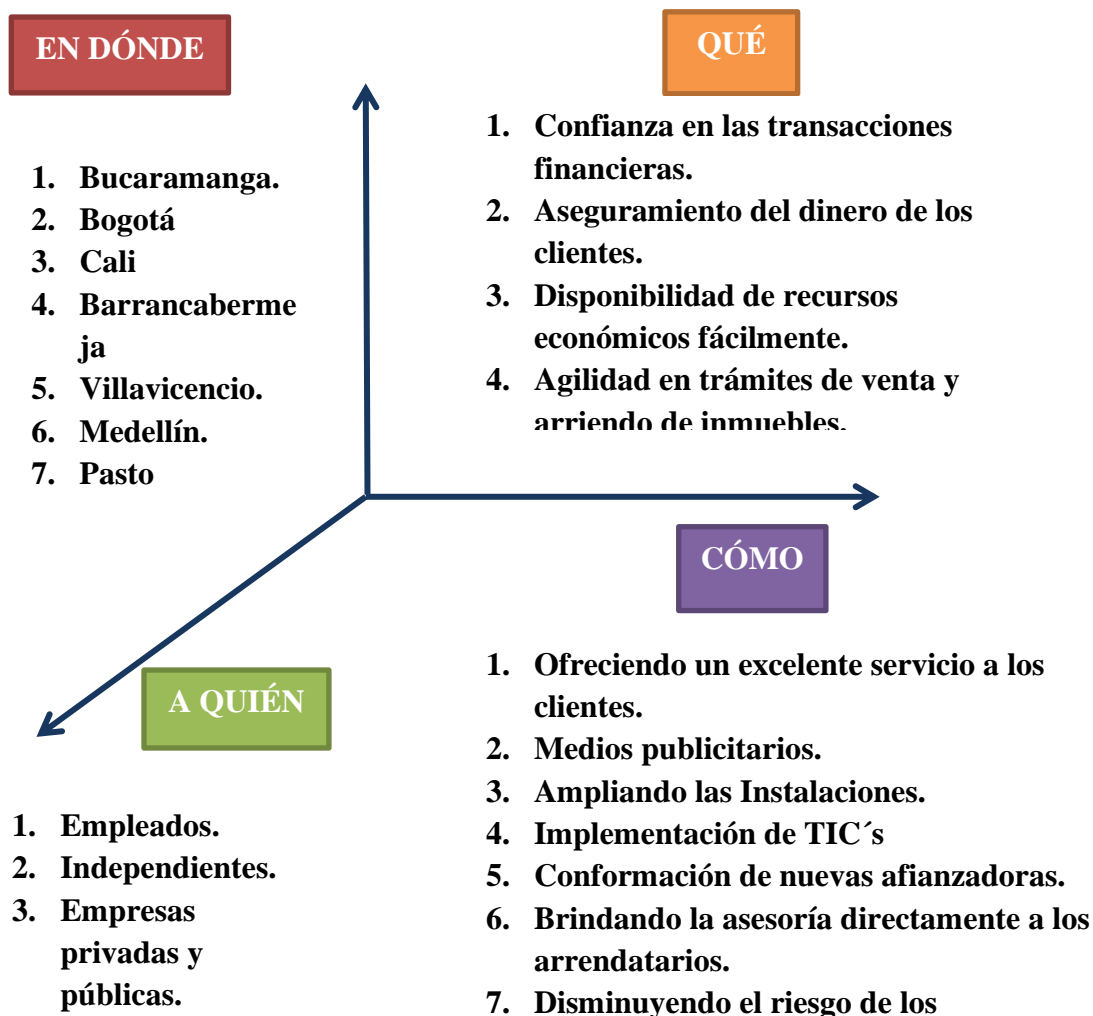 EN DÓNDE
1. Bucaramanga.
2. Bogotá
3. Cali
4. Barrancaberme
ja
5. Villavicencio.
6. Medellín.
7. Pasto
QUÉ
1. Confianza en las transacciones
financieras.
2. Aseguramiento del dinero de los
clientes.
3. Disponibilidad de recursos
económicos fácilmente.
4. Agilidad en trámites de venta y
arriendo de inmuebles.
CÓMO
1. Ofreciendo un excelente servicio a los
clientes.
2. Medios publicitarios.
3. Ampliando las Instalaciones.
4. Implementación de TIC´s
5. Conformación de nuevas afianzadoras.
6. Brindando la asesoría directamente a los
arrendatarios.
7. Disminuyendo el riesgo de los
A QUIÉN
1. Empleados.
2. Independientes.
3. Empresas
privadas y
públicas.